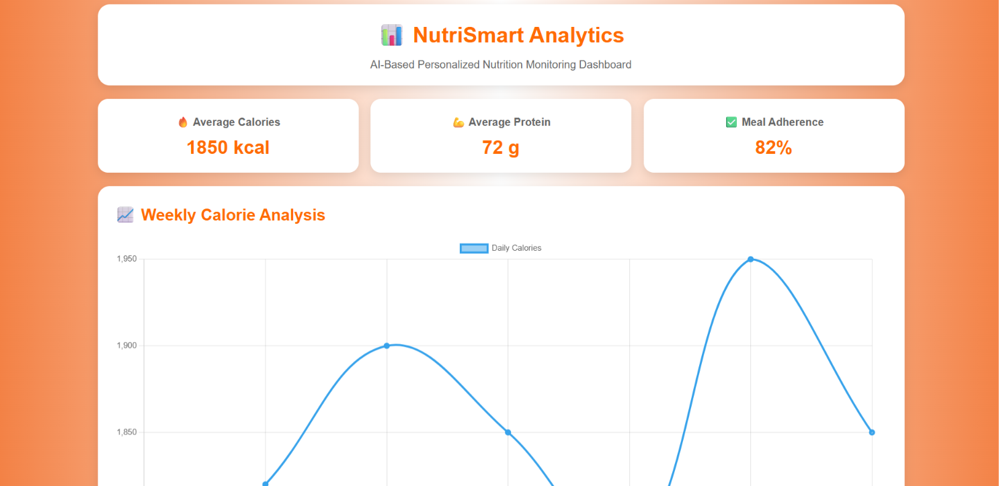 📊 NutriSmart Analytics
AI-Based Personalized Nutrition Monitoring Dashboard
🔥 Average Calories
1850 kcal
💪 Average Protein
72 g
✅ Meal Adherence
82%
📈 Weekly Calorie Analysis
Daily Calories
1,950
1,900
1,850